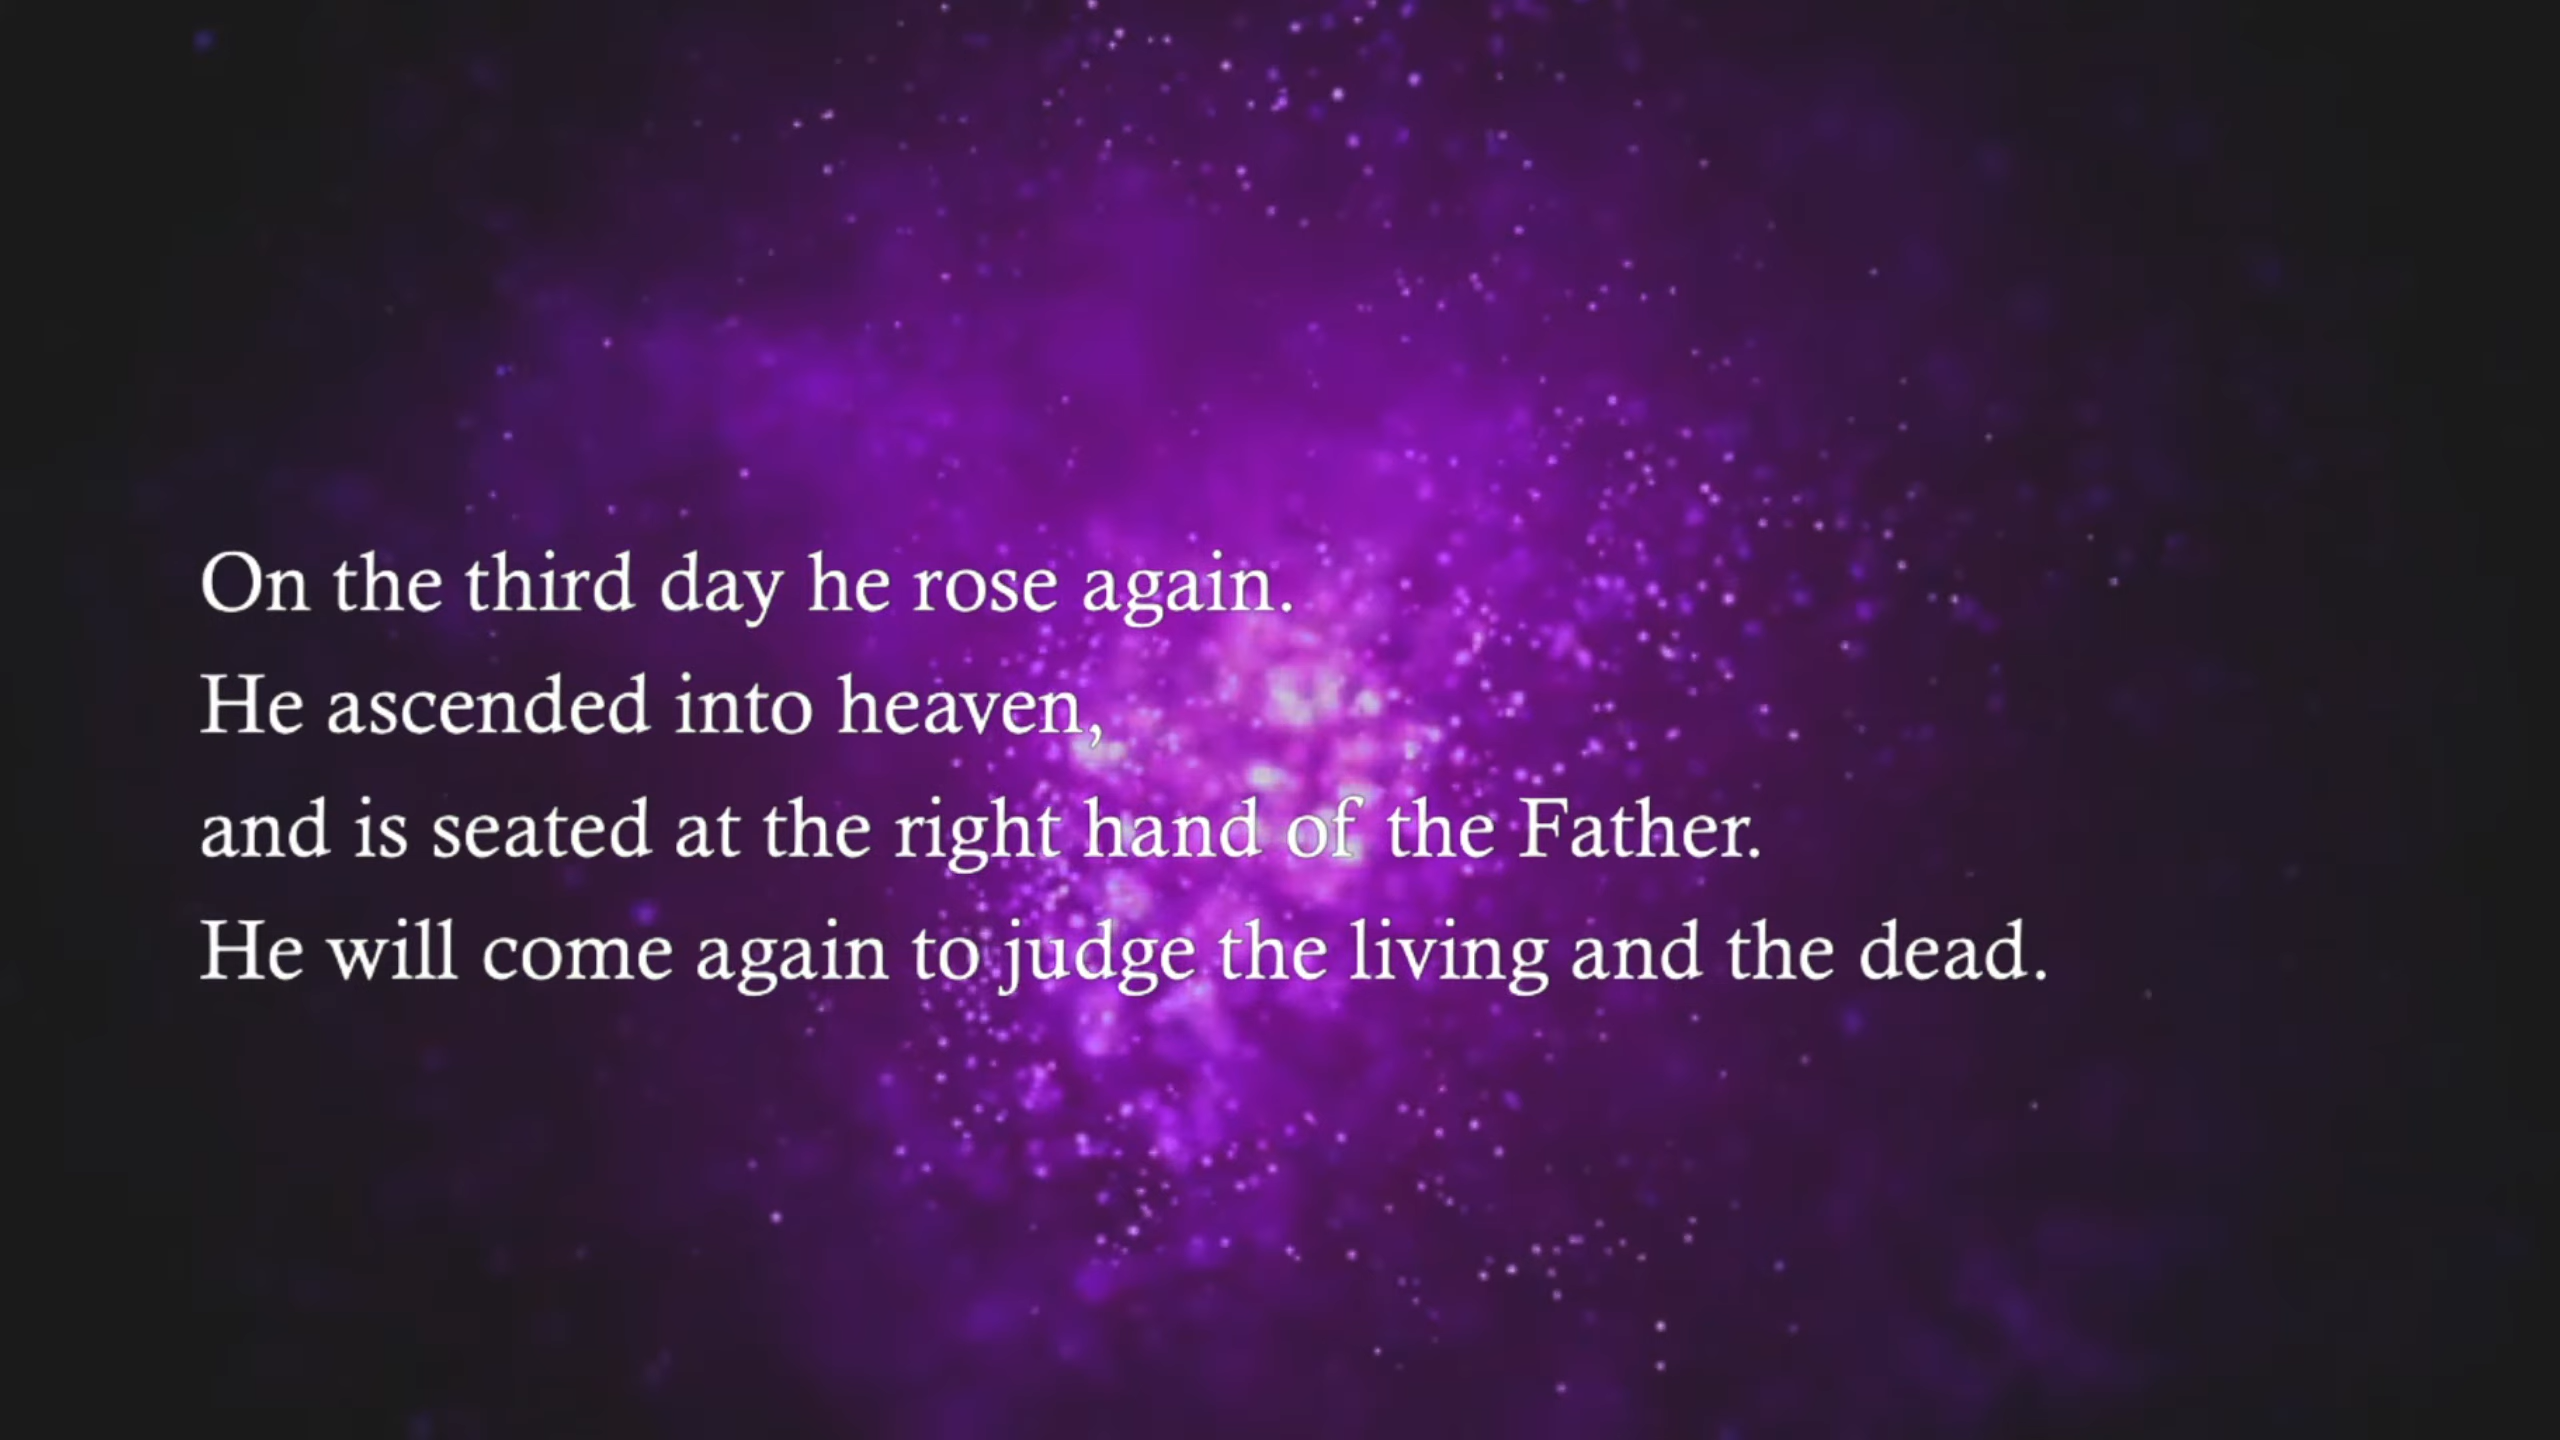 On the third day he rose again.
He ascended into heaven,
and is seated at the right hand of the Father.
He will come again to judge the living and the dead.